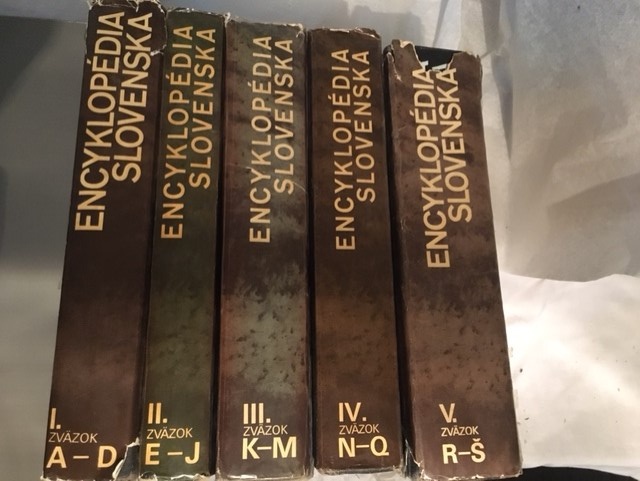 ENCYKLOPÉDIA
SLOVENSKA
I.
ZVÄZOK
A–D
ENCYKLOPÉDIA
SLOVENSKA
II.
ZVÄZOK
E–J
ENCYKLOPÉDIA
SLOVENSKA
III.
ZVÄZOK
K–M
ENCYKLOPÉDIA
SLOVENSKA
IV.
ZVÄZOK
N–Q
ENCYKLOPÉDIA
SLOVENSKA
V.
ZVÄZOK
R–Š